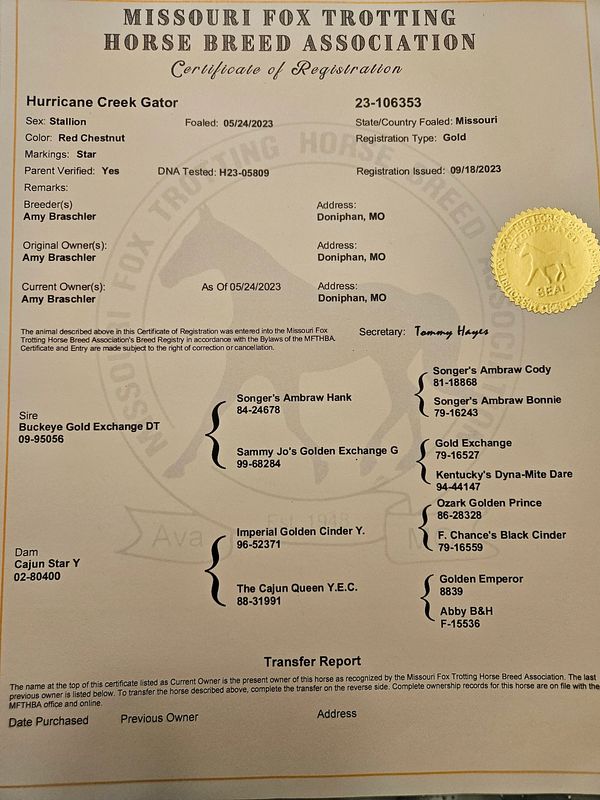 MISSOURI FOX TROTTING
HORSE BREED ASSOCIATION
Certificate of Registration
Hurricane Creek Gator 23-106353
Sex: Stallion Foaled: 05/24/2023 State/Country Foaled: Missouri
Color: Red Chestnut Registration Type: Gold
Markings: Star
Parent Verified: Yes DNA Tested: H23-05809 Registration Issued: 09/18/2023
Remarks:
Breeder(s) Address:
Amy Braschler Doniphan, MO
Original Owner(s): Address:
Amy Braschler Doniphan, MO
Current Owner(s): As Of 05/24/2023 Address:
Amy Braschler Doniphan, MO
SEAL
The animal described above in this Certificate of Registration was entered into the Missouri Fox
Trotting Horse Breed Association's Breed Registry in accordance with the Bylaws of the MFTHBA.
Certificate and Entry are made subject to the right of correction or cancellation.
Secretary: Tommy Hayes
Sire
Buckeye Gold Exchange DT
09-95056
Songer's Ambraw Hank
84-24678
Sammy Jo's Golden Exchange G
99-68284
Songer's Ambraw Cody
81-18868
Songer's Ambraw Bonnie
79-16243
Gold Exchange
79-16527
Kentucky's Dyna-Mite Dare
94-44147
Dam
Cajun Star Y
02-80400
Imperial Golden Cinder Y.
96-52371
The Cajun Queen Y.E.C.
88-31991
Ozark Golden Prince
86-28328
F. Chance's Black Cinder
79-16559
Golden Emperor
8839
Abby B&H
F-15536
MISSOURI FOX TROTTING HORSE BREED ASSOCIATION
Est. 1948
Ava
Transfer Report
The name at the top of this certificate listed as Current Owner is the present owner of this horse as recognized by the Missouri Fox Trotting Horse Breed Association. The last
previous owner is listed below. To transfer the horse described above, complete the transfer on the reverse side. Complete ownership records for this horse are on file with the
MFTHBA office and online.
Date Purchased Previous Owner Address